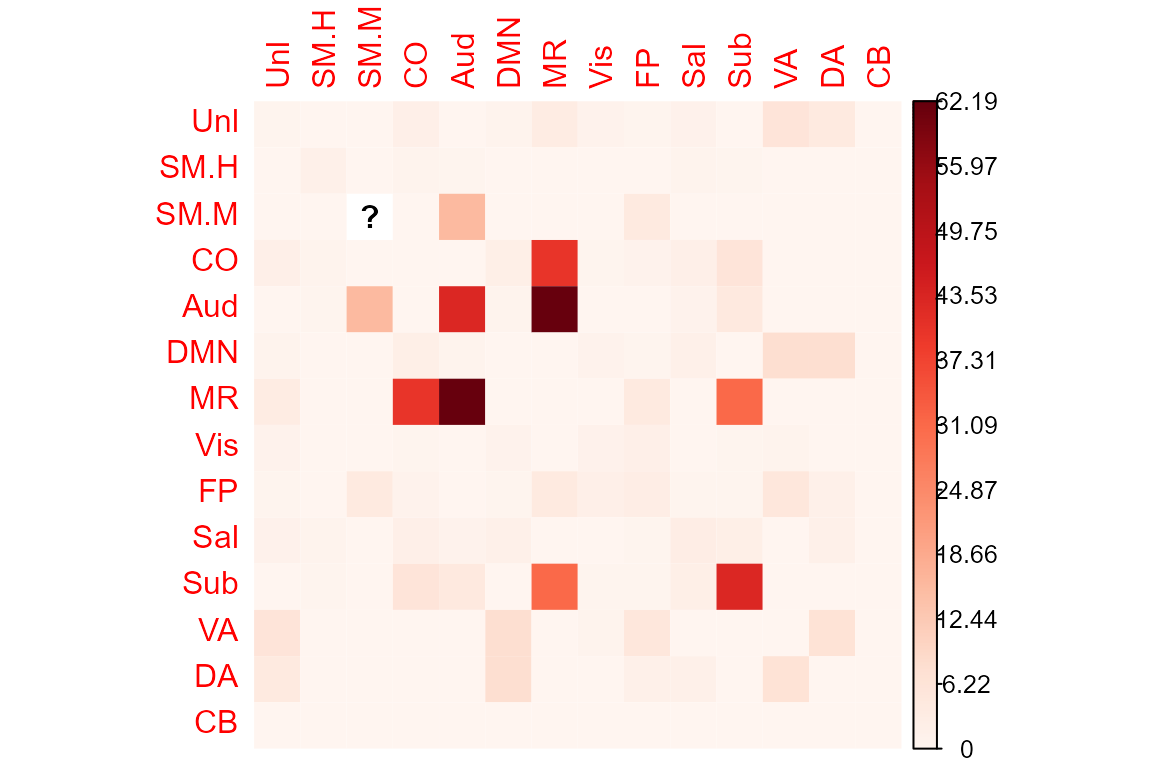 Unl SM.H SM.M CO Aud DMN MR Vis FP Sal Sub VA DA CB
Unl
SM.H
SM.M
?
CO
Aud
DMN
MR
Vis
FP
Sal
Sub
VA
DA
CB
62.19
55.97
49.75
43.53
37.31
31.09
24.87
18.66
12.44
6.22
0